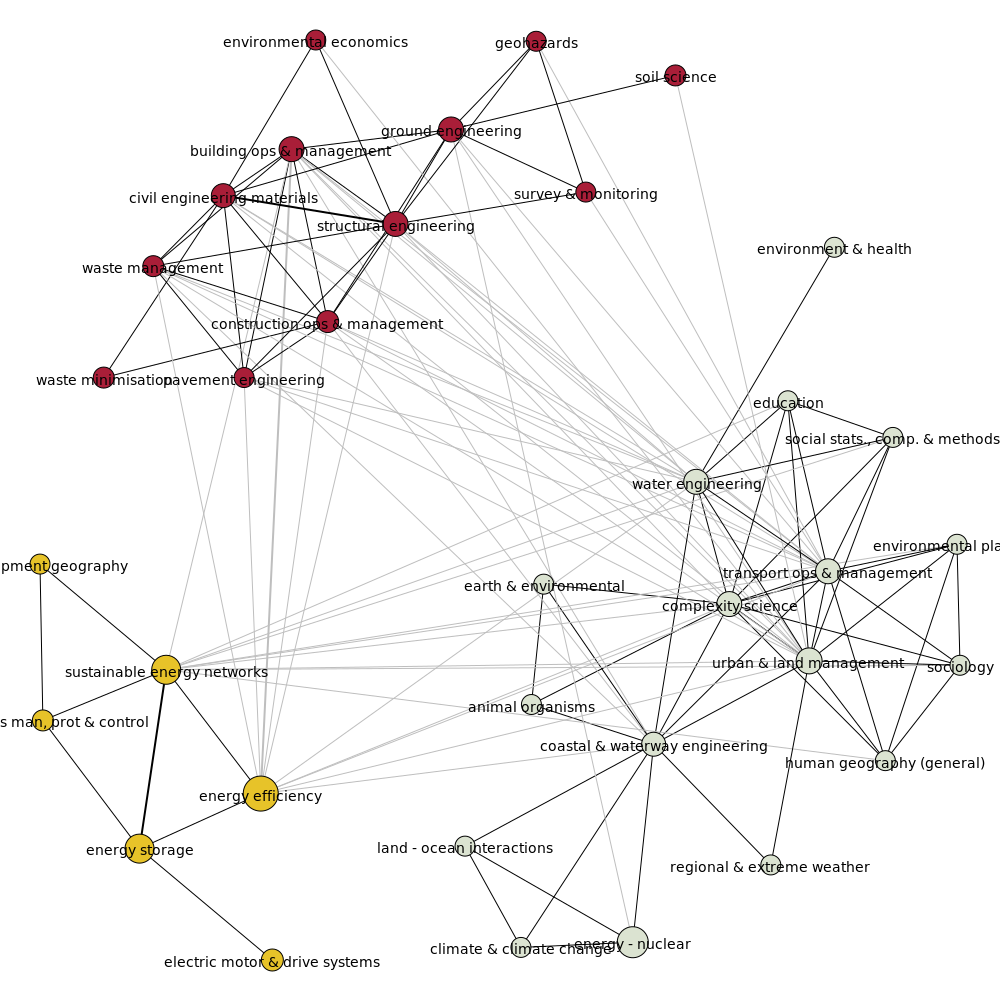 environmental economics
geohazards
soil science
ground engineering
building ops & management
civil engineering materials
survey & monitoring
structural engineering
environment & health
waste management
construction ops & management
waste minimisation
pavement engineering
education
social stats., comp. & methods
water engineering
environmental pla
pment geography
transport ops & management
earth & environmental
complexity science
urban & land management
sociology
sustainable energy networks
animal organisms
s man, prot & control
coastal & waterway engineering
human geography (general)
energy efficiency
land - ocean interactions
energy storage
regional & extreme weather
energy - nuclear
climate & climate change
electric motor & drive systems